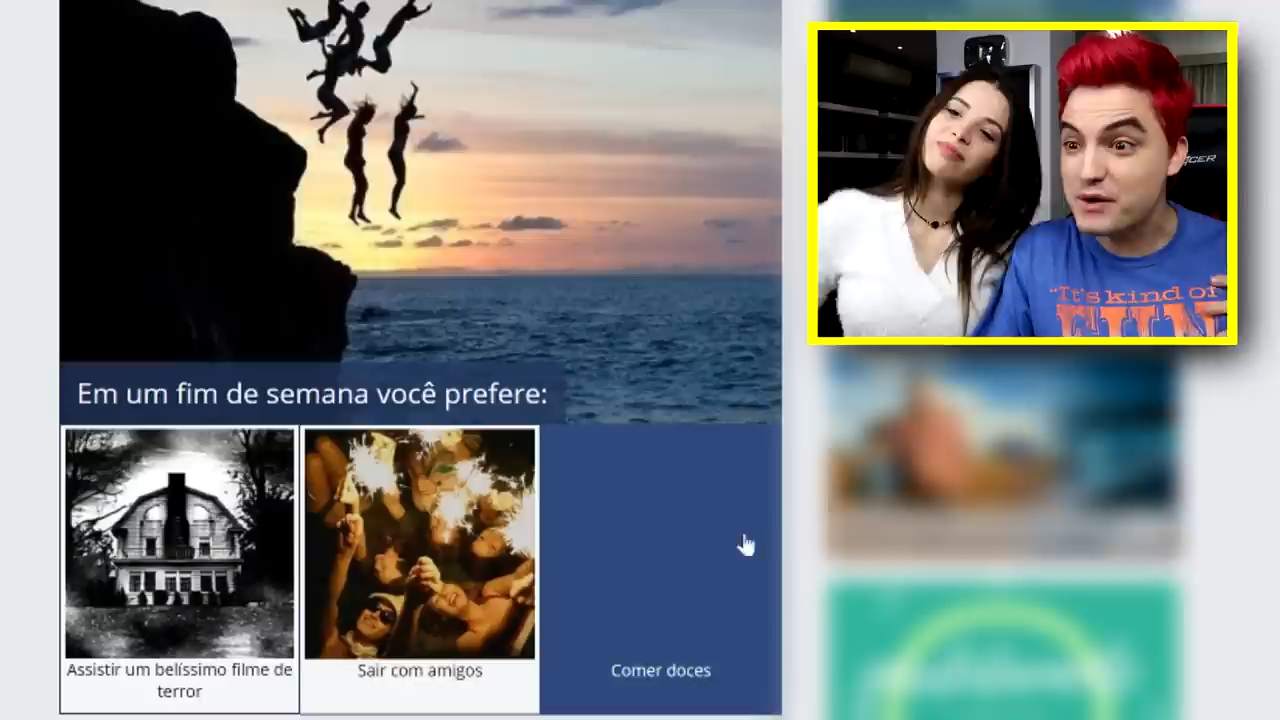 Em um fim de semana você prefere:
Assistir um belíssimo filme de
terror
Sair com amigos
Comer doces
"It's kind of
FUN